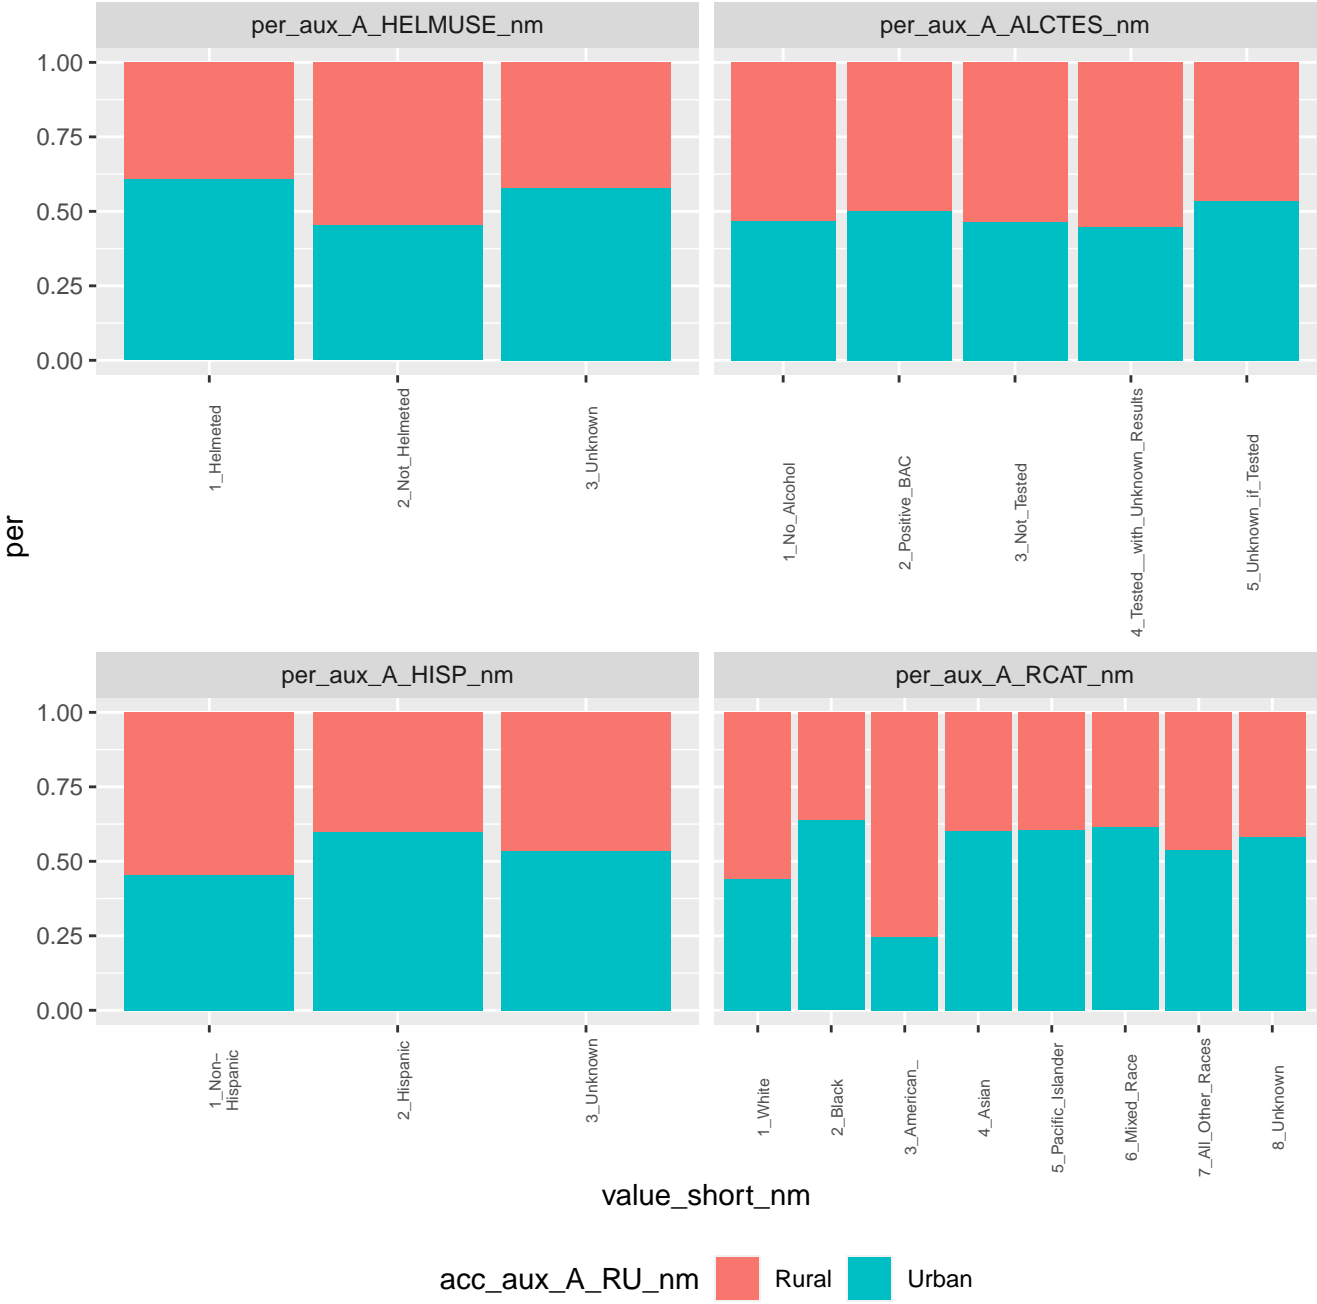 per_aux_A_HELMUSE_nm
per_aux_A_ALCTES_nm
1.00
0.75
0.50
0.25
0.00
1_Helmeted
2_Not_Helmeted
3_Unknown
1_No_Alcohol
2_Positive_BAC
3_Not_Tested
4_Tested__with_Unknown_Results
5_Unknown_if_Tested
per
per_aux_A_HISP_nm
per_aux_A_RCAT_nm
1.00
0.75
0.50
0.25
0.00
1_Non–
Hispanic
2_Hispanic
3_Unknown
1_White
2_Black
3_American_
4_Asian
5_Pacific_Islander
6_Mixed_Race
7_All_Other_Races
8_Unknown
value_short_nm
acc_aux_A_RU_nm Rural Urban